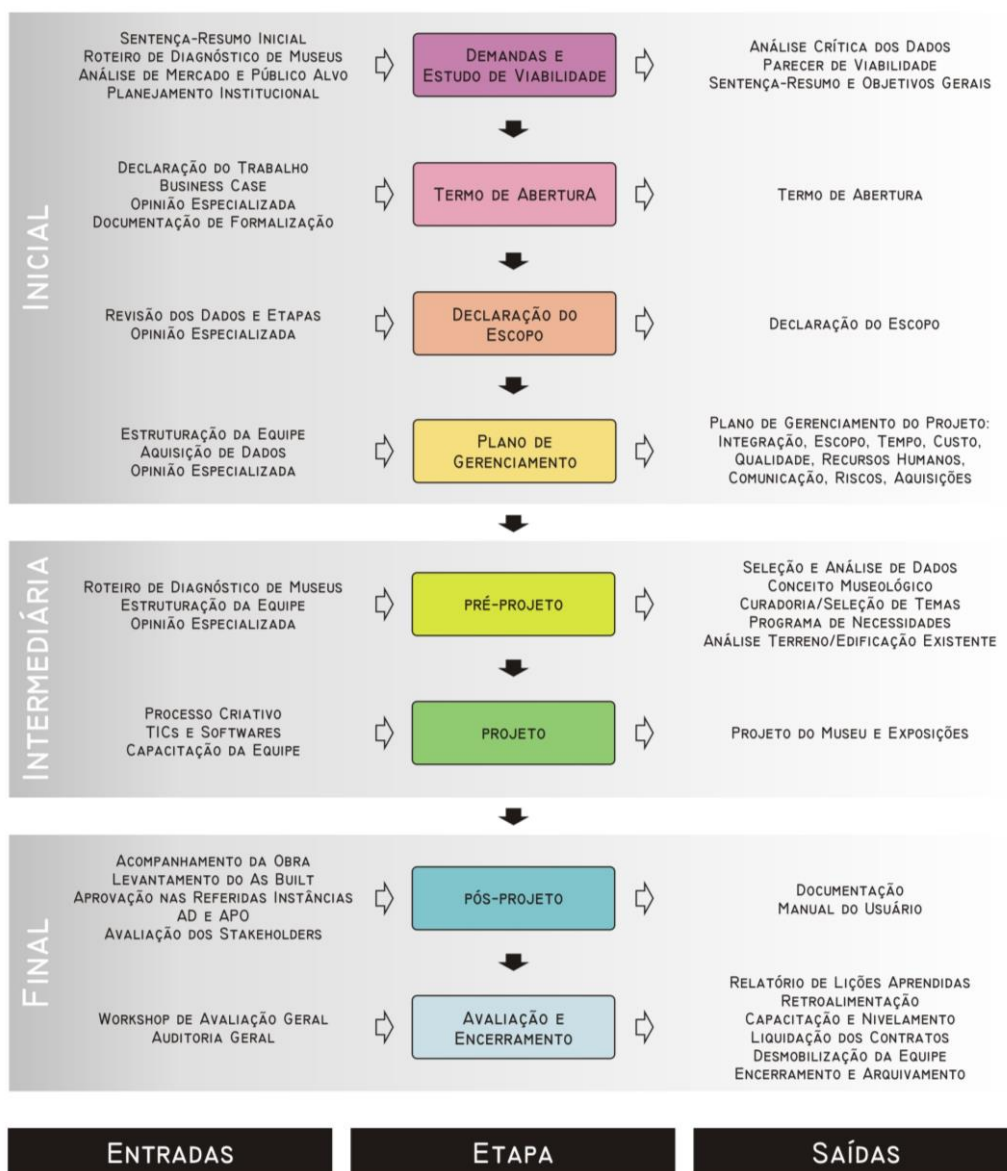 INICIAL
SENTENÇA-RESUMO INICIAL
ROTEIRO DE DIAGNÓSTICO DE MUSEUS
ANÁLISE DE MERCADO E PÚBLICO ALVO
PLANEJAMENTO INSTITUCIONAL
DEMANDAS E
ESTUDO DE VIABILIDADE
ANÁLISE CRÍTICA DOS DADOS
PARECER DE VIABILIDADE
SENTENÇA-RESUMO E OBJETIVOS GERAIS
DECLARAÇÃO DO TRABALHO
BUSINESS CASE
OPINIÃO ESPECIALIZADA
DOCUMENTAÇÃO DE FORMALIZAÇÃO
TERMO DE ABERTURA
TERMO DE ABERTURA
REVISÃO DOS DADOS E ETAPAS
OPINIÃO ESPECIALIZADA
DECLARAÇÃO DO
ESCOPO
DECLARAÇÃO DO ESCOPO
ESTRUTURAÇÃO DA EQUIPE
AQUISIÇÃO DE DADOS
OPINIÃO ESPECIALIZADA
PLANO DE
GERENCIAMENTO
PLANO DE GERENCIAMENTO DO PROJETO:
INTEGRAÇÃO, ESCOPO, TEMPO, CUSTO,
QUALIDADE, RECURSOS HUMANOS,
COMUNICAÇÃO, RISCOS, AQUISIÇÕES
INTERMEDIÁRIA
ROTEIRO DE DIAGNÓSTICO DE MUSEUS
ESTRUTURAÇÃO DA EQUIPE
OPINIÃO ESPECIALIZADA
PRÉ-PROJETO
SELEÇÃO E ANÁLISE DE DADOS
CONCEITO MUSEOLÓGICO
CURADORIA/SELEÇÃO DE TEMAS
PROGRAMA DE NECESSIDADES
ANÁLISE TERRENO/EDIFICAÇÃO EXISTENTE
PROCESSO CRIATIVO
TICS E SOFTWARES
CAPACITAÇÃO DA EQUIPE
PROJETO
PROJETO DO MUSEU E EXPOSIÇÕES
FINAL
ACOMPANHAMENTO DA OBRA
LEVANTAMENTO DO AS BUILT
APROVAÇÃO NAS REFERIDAS INSTÂNCIAS
AD E APO
AVALIAÇÃO DOS STAKEHOLDERS
PÓS-PROJETO
DOCUMENTAÇÃO
MANUAL DO USUÁRIO
WORKSHOP DE AVALIAÇÃO GERAL
AUDITORIA GERAL
AVALIAÇÃO E
ENCERRAMENTO
RELATÓRIO DE LIÇÕES APRENDIDAS
RETROALIMENTAÇÃO
CAPACITAÇÃO E NIVELAMENTO
LIQUIDAÇÃO DOS CONTRATOS
DESMOBILIZAÇÃO DA EQUIPE
ENCERRAMENTO E ARQUIVAMENTO
ENTRADAS
ETAPA
SAÍDAS